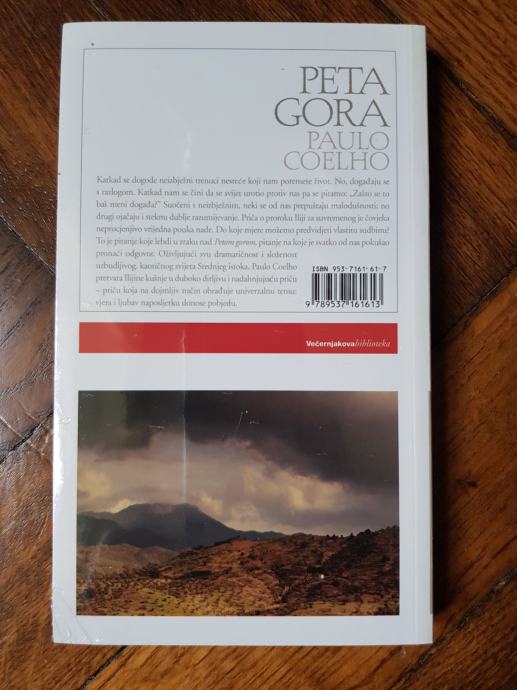 PETA
GORA
PAULO
COELHO
Katkad se dogode neizbježni trenuci nesreće koji nam poremete život. No, događaju se
s razlogom. Katkad nam se čini da se svijet urotio protiv nas pa se pitamo: „Zašto se to
baš meni događa?" Suočeni s neizbježnim, neki se od nas prepuštaju malodušnosti; no
drugi ojačaju i steknu dublje razumijevanje. Priča o proroku Iliji za suvremenog je čovjeka
neprocjenjivo vrijedna pouka nade. Do koje mjere možemo predvidjeti vlastitu sudbinu?
To je pitanje koje lebdi u zraku nad Petom gorom, pitanje na koje je svatko od nas pokušao
pronaći odgovor. Oživljujući svu dramatičnost i složenost
uzbudljivog, kaotičnog svijeta Srednjeg istoka, Paulo Coelho
pretvara Ilijine kušnje u duboko dirljivu i nadahnjujuću priču
– priču koja na dojmljiv način obrađuje univerzalnu temu:
vjera i ljubav naposljetku donose pobjedu.
ISBN 953-7161-61-7
9 789537 161613
Večernjakova biblioteka